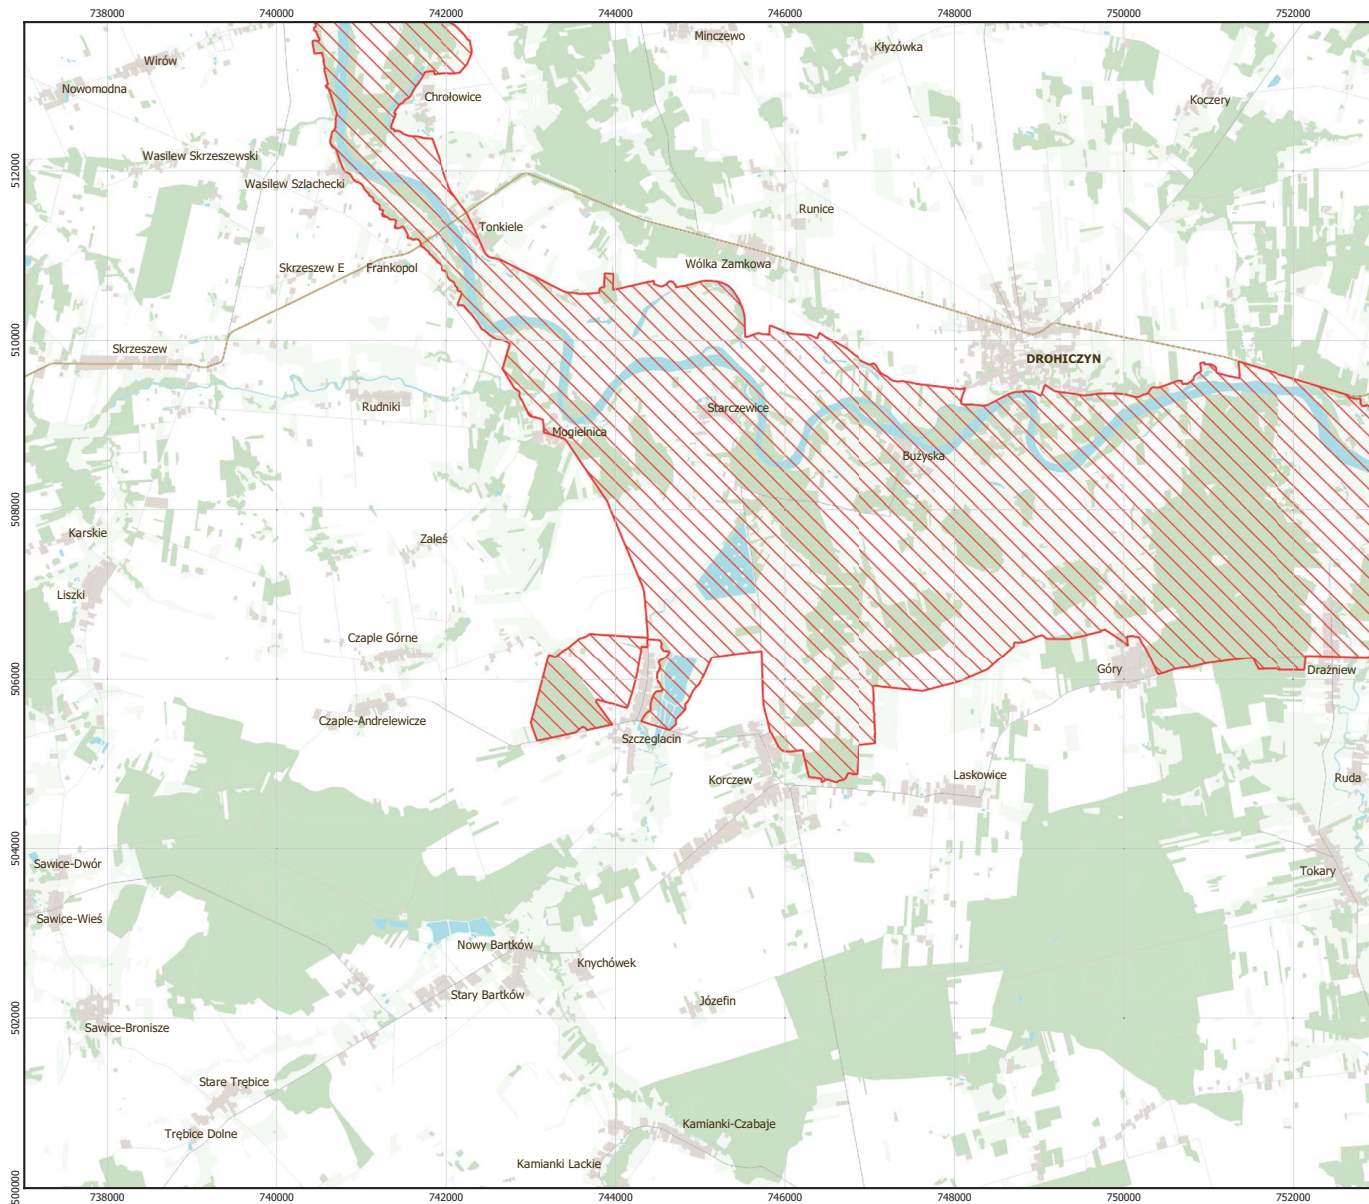 738000 740000 742000 744000 746000 748000 750000 752000
Minczewo
Kłyzówka
Wirów
Nowomodna
Chrołowice
Koczery
512000
Wasilew Skrzeszewski
Wasilew Szlachecki
Runice
Tonkiele
Wólka Zamkowa
Skrzeszew E
Frankopol
510000
Skrzeszew
DROHICZYN
Rudniki
Starczewice
Mogielnica
Bużyska
508000
Karskie
Zaleś
Liszki
Czaple Górne
506000
Góry
Drażniew
Czaple-Andrelewicze
Szczeglacin
Korczew
Laskowice
Ruda
504000
Sawice-Dwór
Tokary
Sawice-Wieś
Nowy Bartków
Knychówek
Stary Bartków
Józefin
502000
Sawice-Bronisze
Stare Trębice
Kamianki-Czabaje
Trębice Dolne
Kamianki Lackie
500000
738000 740000 742000 744000 746000 748000 750000 752000